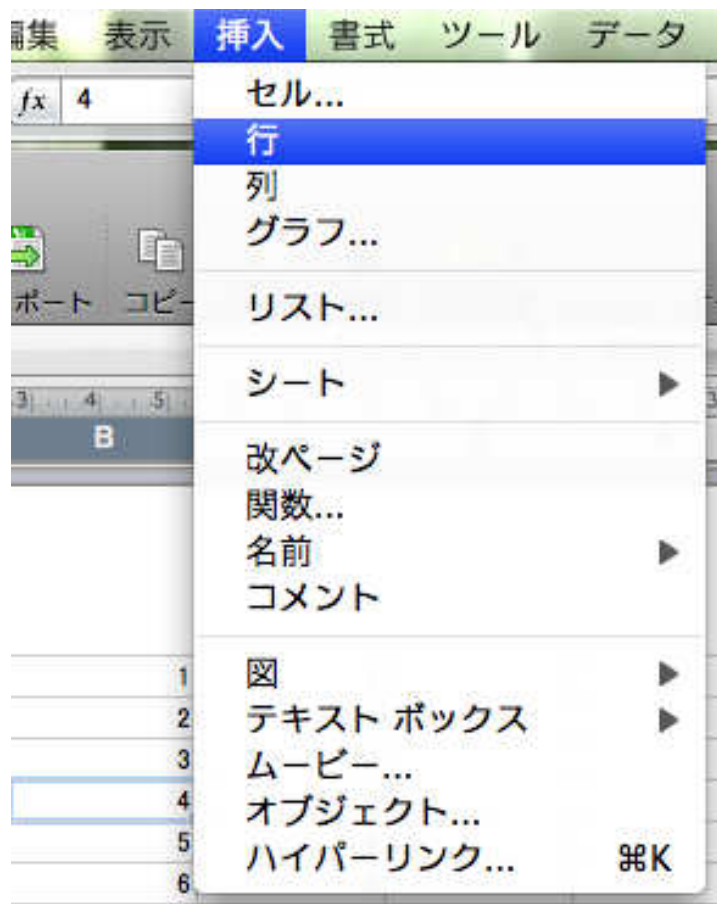 編集 表示 挿入 書式 ツール データ
fx 4
セル...
行
列
グラフ...
ポート コピー
リスト...
シート ▶
3 4 5
B
改ページ
関数...
名前 ▶
コメント
1
図 ▶
2
テキスト ボックス ▶
3
ムービー...
4
オブジェクト...
5
ハイパーリンク... ⌘K
6